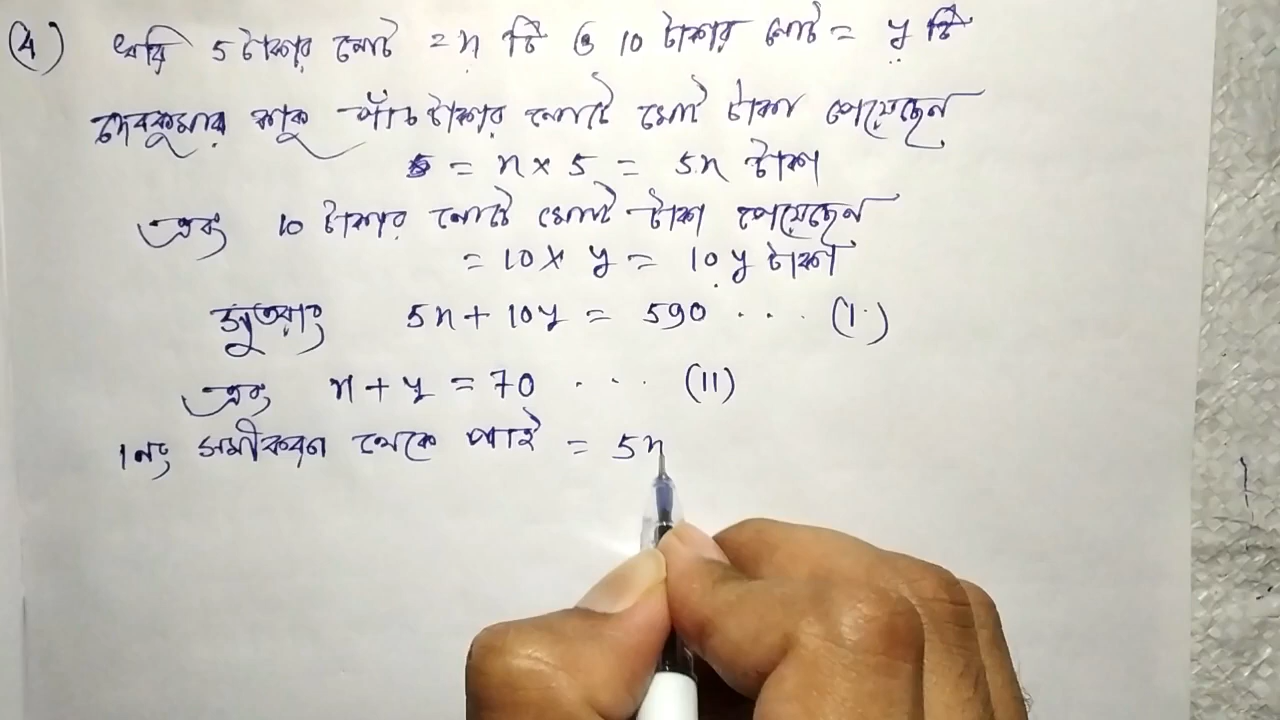 (4) ধরি 5 টাকার নোট = x টি ও 10 টাকার নোট = y টি
দেবকুমার কাকু পাঁচ টাকার নোটে মোট টাকা পেয়েছেন
= x × 5 = 5x টাকা
এবং 10 টাকার নোটে মোট টাকা পেয়েছেন
= 10 × y = 10y টাকা
সুতরাং 5x + 10y = 590 ... (I)
এবং x + y = 70 ... (II)
1 নং সমীকরণ থেকে পাই = 5x